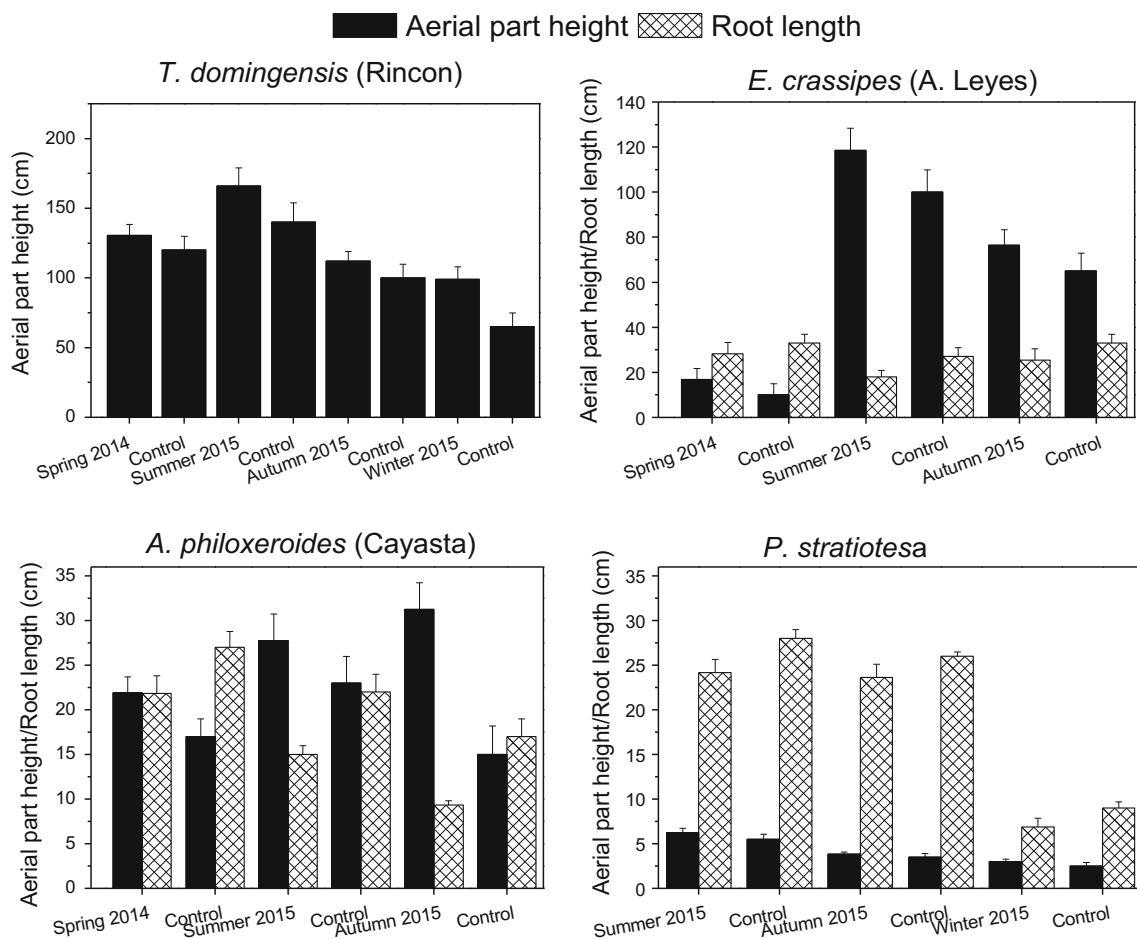 Aerial part height Root length
T. domingensis (Rincon)
Aerial part height (cm)
200
150
100
50
0
Spring 2014 Control Summer 2015 Control Autumn 2015 Control Winter 2015 Control
E. crassipes (A. Leyes)
Aerial part height/Root length (cm)
140
120
100
80
60
40
20
0
Spring 2014 Control Summer 2015 Control Autumn 2015 Control
A. philoxeroides (Cayasta)
Aerial part height/Root length (cm)
35
30
25
20
15
10
5
0
Spring 2014 Control Summer 2015 Control Autumn 2015 Control
P. stratiotesa
Aerial part height/Root length (cm)
35
30
25
20
15
10
5
0
Summer 2015 Control Autumn 2015 Control Winter 2015 Control